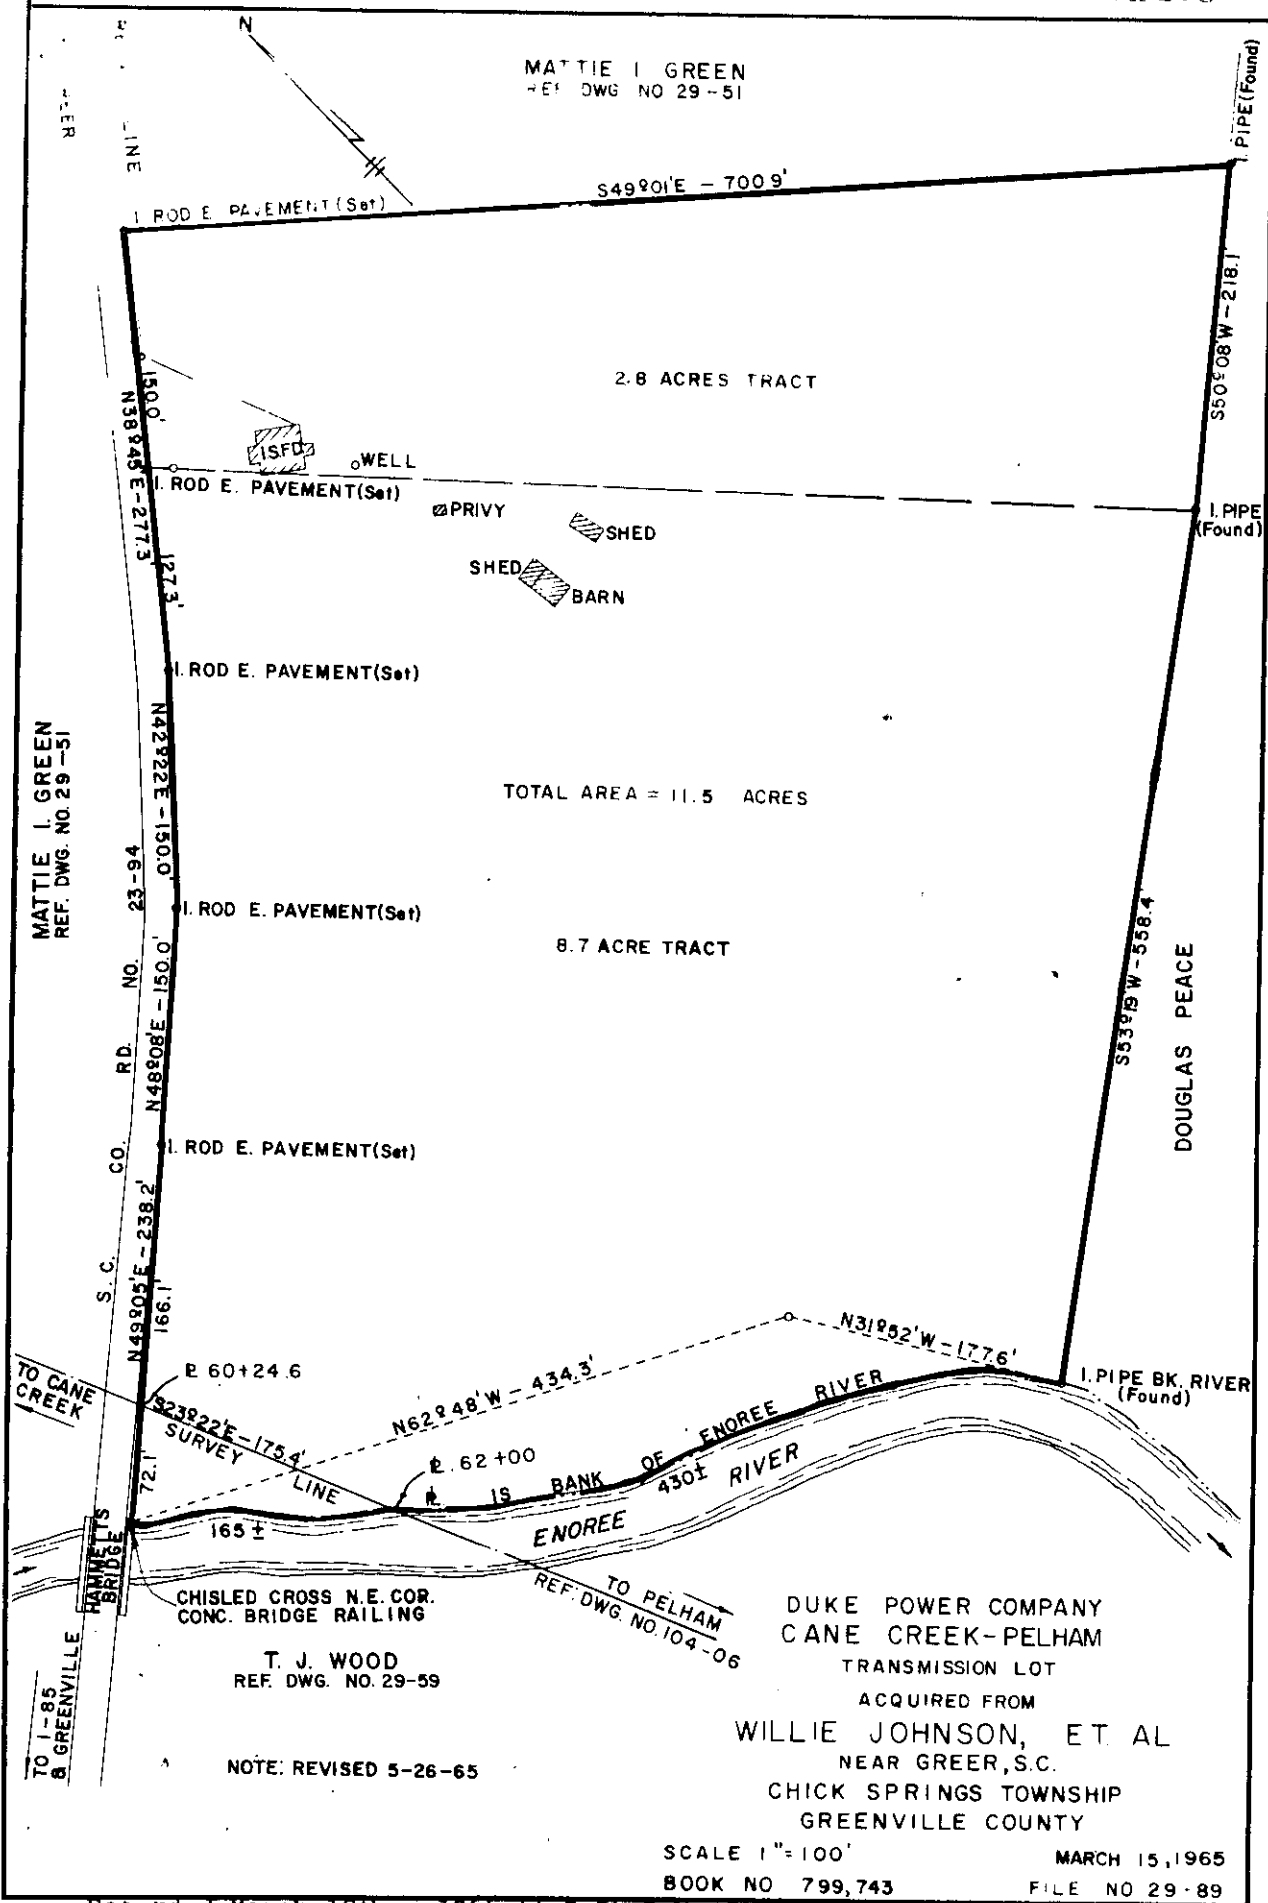 N
LINE
MATTIE I GREEN
REF DWG NO 29-51
I. PIPE (Found)
S49°01'E - 700.9'
I ROD E. PAVEMENT (Set)
S50°08'W - 218.1'
2.8 ACRES TRACT
150.0'
N38°45'E - 277.3'
1SFD
WELL
I. ROD E. PAVEMENT (Set)
PRIVY
SHED
I. PIPE
(Found)
127.3'
SHED
BARN
I. ROD E. PAVEMENT (Set)
N42°22'E - 150.0'
MATTIE I. GREEN
REF. DWG. NO. 29-51
TOTAL AREA = 11.5 ACRES
S. C. CO. RD. NO. 23-94
I. ROD E. PAVEMENT (Set)
8.7 ACRE TRACT
S53°19'W - 558.4'
DOUGLAS PEACE
N48°08'E - 150.0'
I. ROD E. PAVEMENT (Set)
N49°05'E - 238.2'
166.1'
N31°52'W - 177.6'
TO CANE
CREEK
PL 60+24.6
I. PIPE BK. RIVER
(Found)
S23°22'E - 175.4'
SURVEY LINE
N62°48'W - 434.3'
PL 62+00
PL IS BANK OF ENOREE RIVER
430±
72.1'
165±
ENOREE RIVER
HAMMETTS
BRIDGE
CHISLED CROSS N.E. COR.
CONC. BRIDGE RAILING
TO PELHAM
REF. DWG. NO. 104-06
T. J. WOOD
REF. DWG. NO. 29-59
TO I-85
& GREENVILLE
NOTE: REVISED 5-26-65
DUKE POWER COMPANY
CANE CREEK-PELHAM
TRANSMISSION LOT
ACQUIRED FROM
WILLIE JOHNSON, ET AL
NEAR GREER, S.C.
CHICK SPRINGS TOWNSHIP
GREENVILLE COUNTY
SCALE 1"=100' MARCH 15, 1965
BOOK NO 799,743 FILE NO 29-89